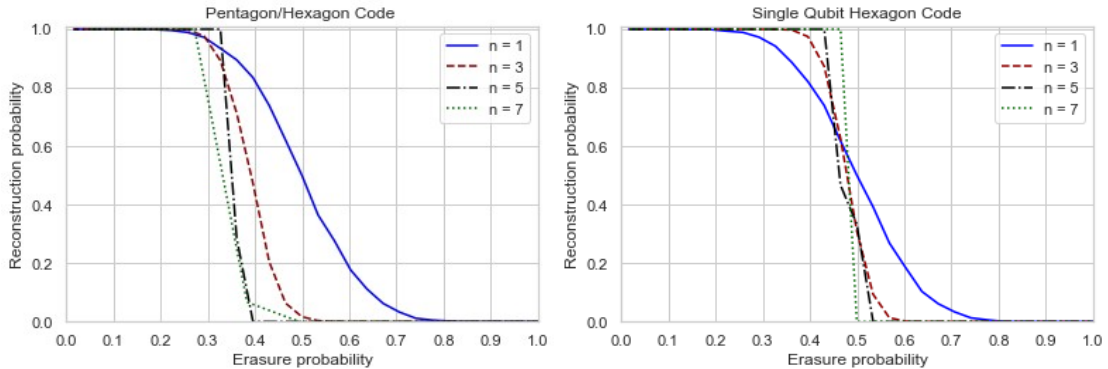 Pentagon/Hexagon Code
Reconstruction probability
1.0
0.8
0.6
0.4
0.2
0.0
n = 1
n = 3
n = 5
n = 7
0.0 0.1 0.2 0.3 0.4 0.5 0.6 0.7 0.8 0.9 1.0
Erasure probability
Single Qubit Hexagon Code
Reconstruction probability
1.0
0.8
0.6
0.4
0.2
0.0
n = 1
n = 3
n = 5
n = 7
0.0 0.1 0.2 0.3 0.4 0.5 0.6 0.7 0.8 0.9 1.0
Erasure probability